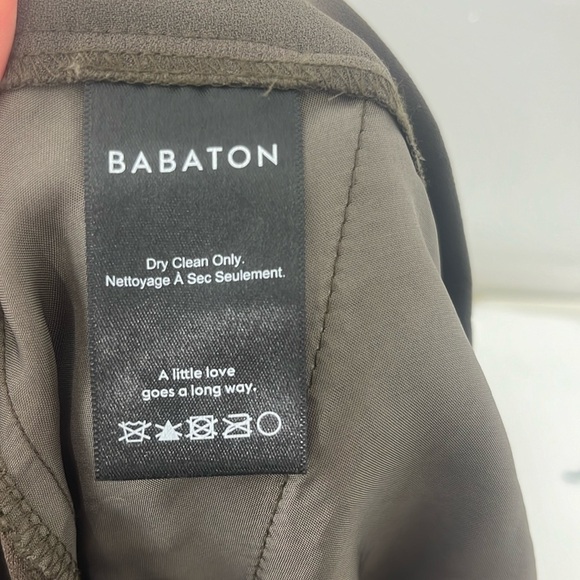 BABATON
Dry Clean Only.
Nettoyage À Sec Seulement.
A little love
goes a long way.